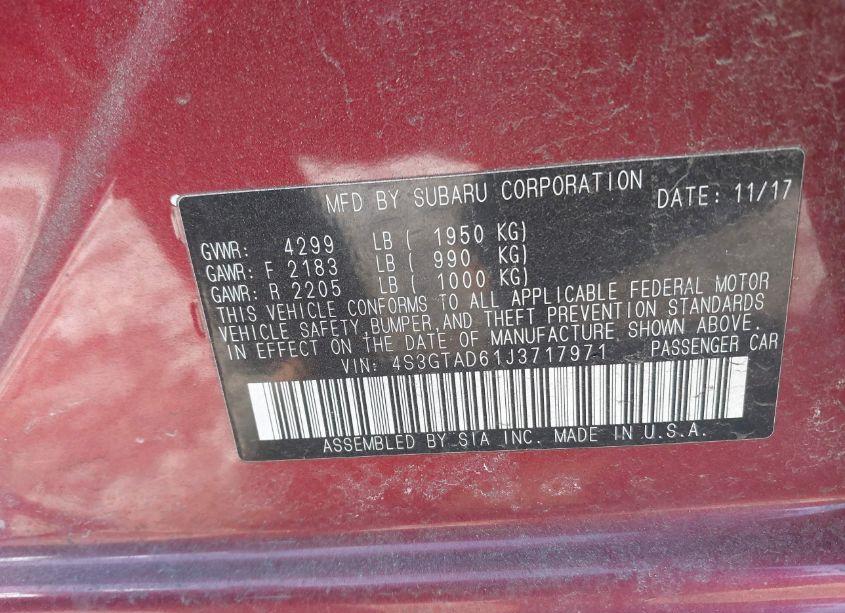 MFD BY SUBARU CORPORATION DATE: 11/17
GVWR: 4299 LB ( 1950 KG)
GAWR: F 2183 LB ( 990 KG)
GAWR: R 2205 LB ( 1000 KG)
THIS VEHICLE CONFORMS TO ALL APPLICABLE FEDERAL MOTOR
VEHICLE SAFETY, BUMPER, AND THEFT PREVENTION STANDARDS
IN EFFECT ON THE DATE OF MANUFACTURE SHOWN ABOVE.
VIN: 4S3GTAD61J3717971 PASSENGER CAR
ASSEMBLED BY SIA INC. MADE IN U.S.A.